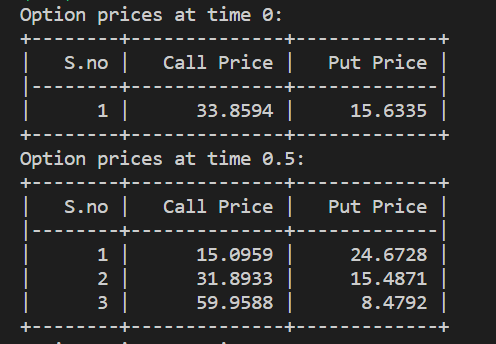 Option prices at time 0:
+--------+--------------+-------------+
|   S.no |   Call Price |   Put Price |
|--------+--------------+-------------|
|      1 |      33.8594 |     15.6335 |
+--------+--------------+-------------+
Option prices at time 0.5:
+--------+--------------+-------------+
|   S.no |   Call Price |   Put Price |
|--------+--------------+-------------|
|      1 |      15.0959 |     24.6728 |
|      2 |      31.8933 |     15.4871 |
|      3 |      59.9588 |      8.4792 |
+--------+--------------+-------------+